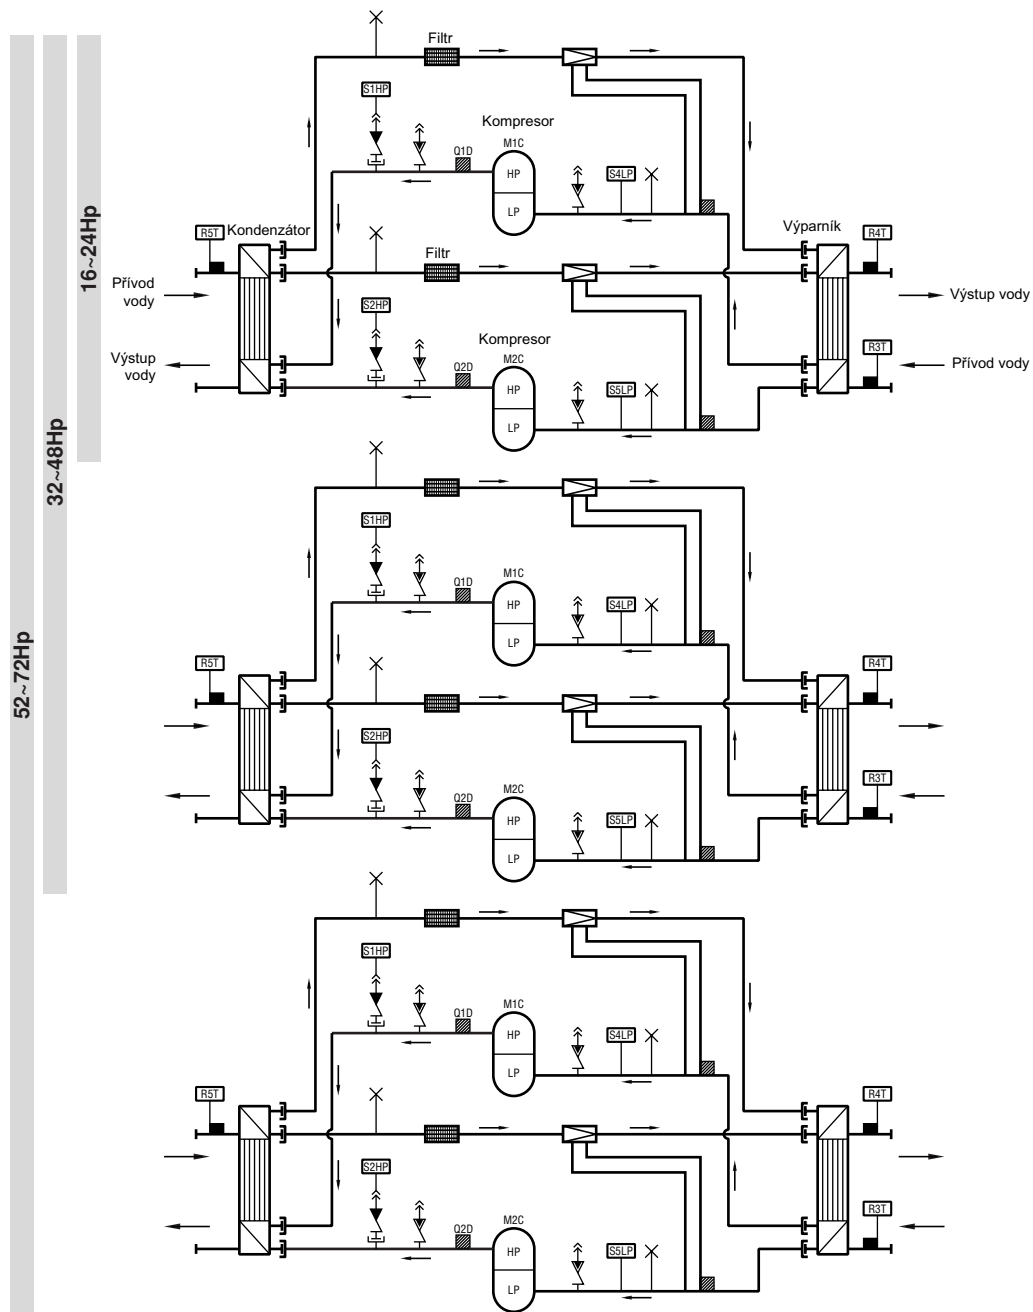 16~24Hp
32~48Hp
52~72Hp
Filtr
S1HP
Kompresor
M1C
Q1D
HP
LP
S4LP
R5T
Kondenzátor
Filtr
Výparník
R4T
Přívod
vody
Výstup vody
S2HP
Kompresor
M2C
Výstup
vody
Q2D
HP
LP
S5LP
R3T
Přívod vody
S1HP
M1C
Q1D
HP
LP
S4LP
R5T
R4T
S2HP
M2C
Q2D
HP
LP
S5LP
R3T
S1HP
M1C
Q1D
HP
LP
S4LP
R5T
R4T
S2HP
M2C
Q2D
HP
LP
S5LP
R3T